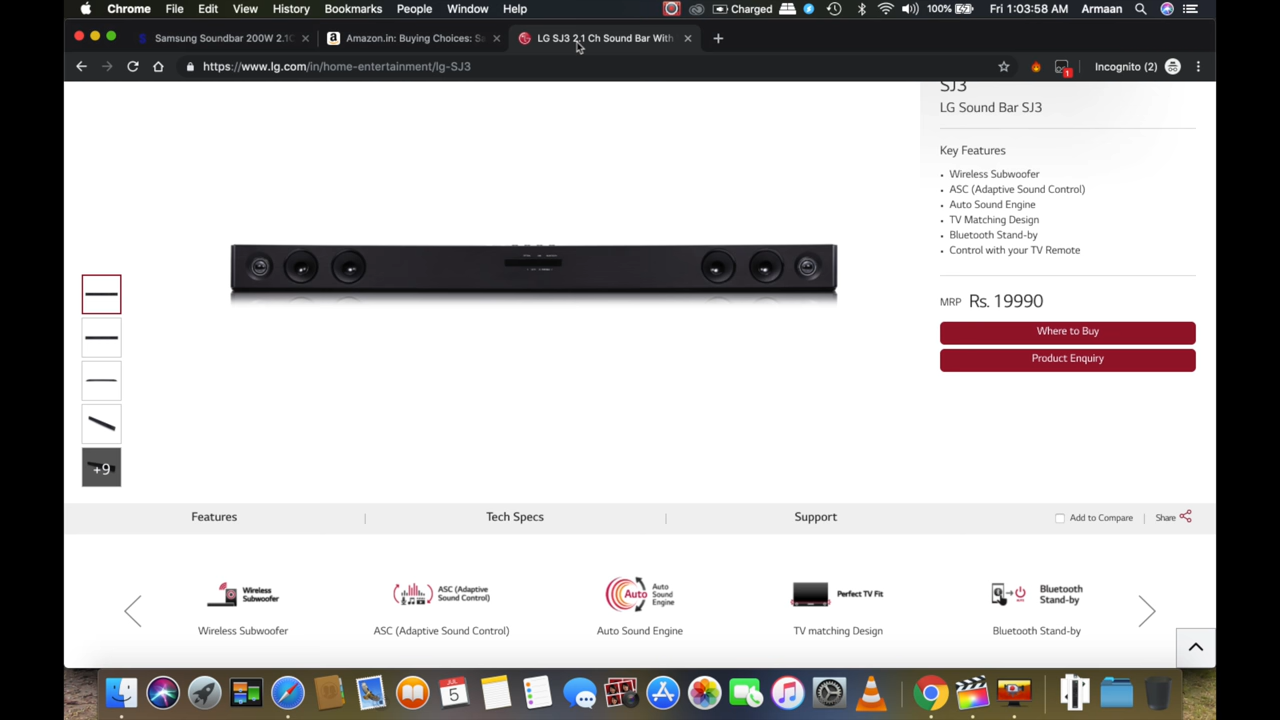 Chrome File Edit View History Bookmarks People Window Help Charged 100% Fri 1:03:58 AM Armaan
Samsung Soundbar 200W 2.1 Amazon.in: Buying Choices: Sa LG SJ3 2.1 Ch Sound Bar With
https://www.lg.com/in/home-entertainment/lg-SJ3 1 Incognito (2)
SJ3
LG Sound Bar SJ3
Key Features
Wireless Subwoofer
ASC (Adaptive Sound Control)
Auto Sound Engine
TV Matching Design
Bluetooth Stand-by
Control with your TV Remote
MRP Rs. 19990
Where to Buy
Product Enquiry
+9
Features Tech Specs Support Add to Compare Share
Wireless Subwoofer
ASC (Adaptive Sound Control)
Auto
Auto Sound Engine
Perfect TV Fit
Bluetooth Stand-by
Wireless Subwoofer ASC (Adaptive Sound Control) Auto Sound Engine TV matching Design Bluetooth Stand-by
JUL
5